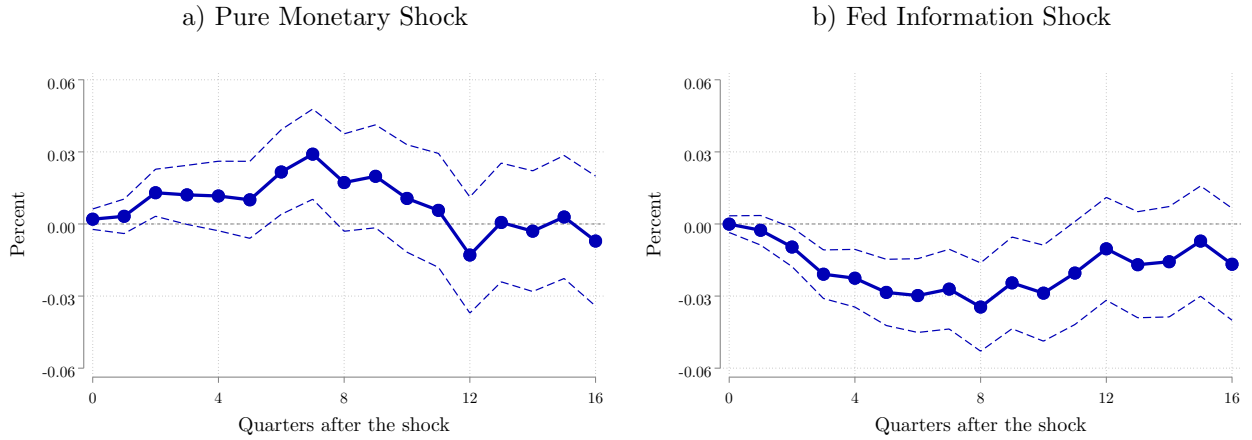 a) Pure Monetary Shock
0.06
0.03
0.00
-0.03
-0.06
Percent
0 4 8 12 16
Quarters after the shock
b) Fed Information Shock
0.06
0.03
0.00
-0.03
-0.06
Percent
0 4 8 12 16
Quarters after the shock